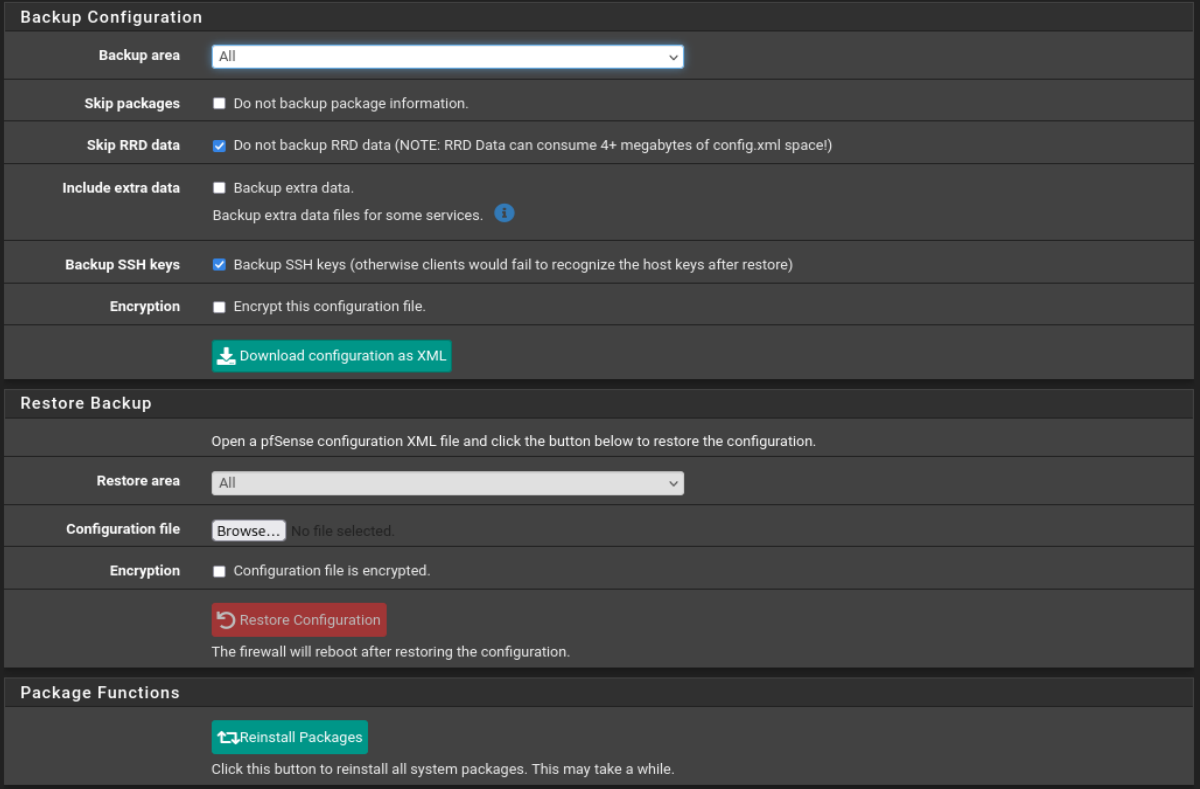 Backup Configuration
Backup area All
Skip packages Do not backup package information.
Skip RRD data Do not backup RRD data (NOTE: RRD Data can consume 4+ megabytes of config.xml space!)
Include extra data Backup extra data.
Backup extra data files for some services.
Backup SSH keys Backup SSH keys (otherwise clients would fail to recognize the host keys after restore)
Encryption Encrypt this configuration file.
Download configuration as XML
Restore Backup
Open a pfSense configuration XML file and click the button below to restore the configuration.
Restore area All
Configuration file Browse... No file selected.
Encryption Configuration file is encrypted.
Restore Configuration
The firewall will reboot after restoring the configuration.
Package Functions
Reinstall Packages
Click this button to reinstall all system packages. This may take a while.